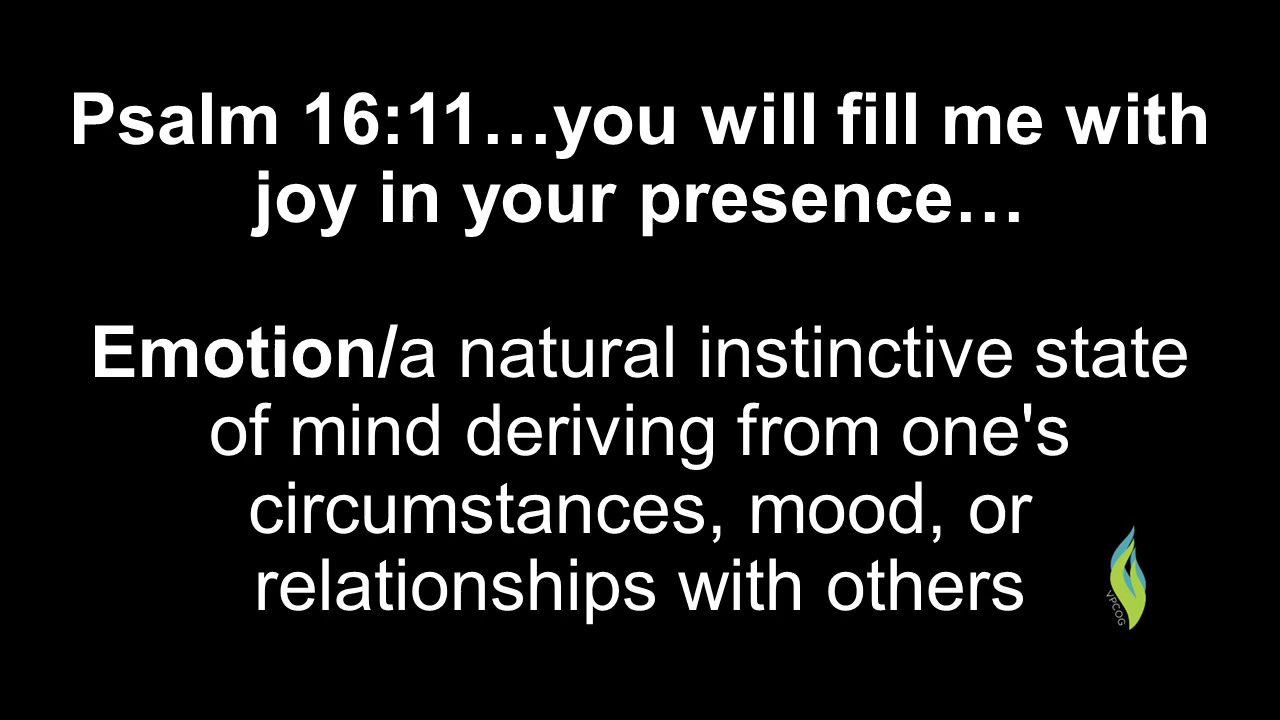 Psalm 16:11…you will fill me with
joy in your presence…
Emotion/a natural instinctive state
of mind deriving from one's
circumstances, mood, or
relationships with others
VPCOG